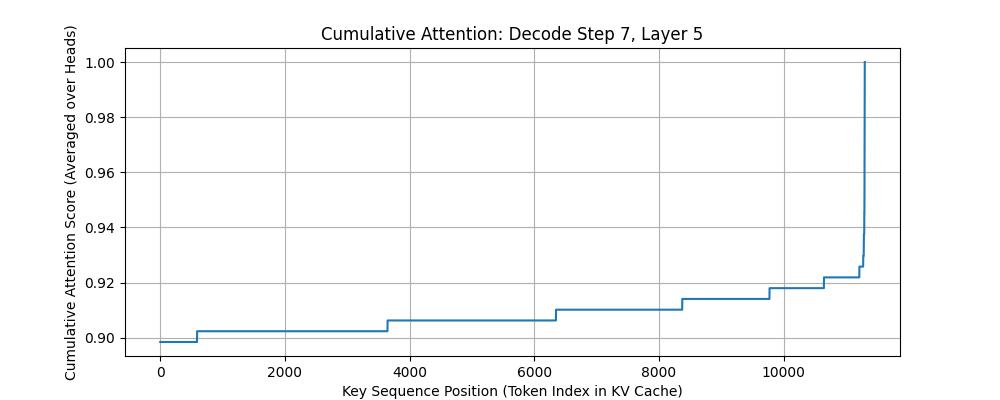 Cumulative Attention: Decode Step 7, Layer 5
Cumulative Attention Score (Averaged over Heads)
1.00
0.98
0.96
0.94
0.92
0.90
0 2000 4000 6000 8000 10000
Key Sequence Position (Token Index in KV Cache)